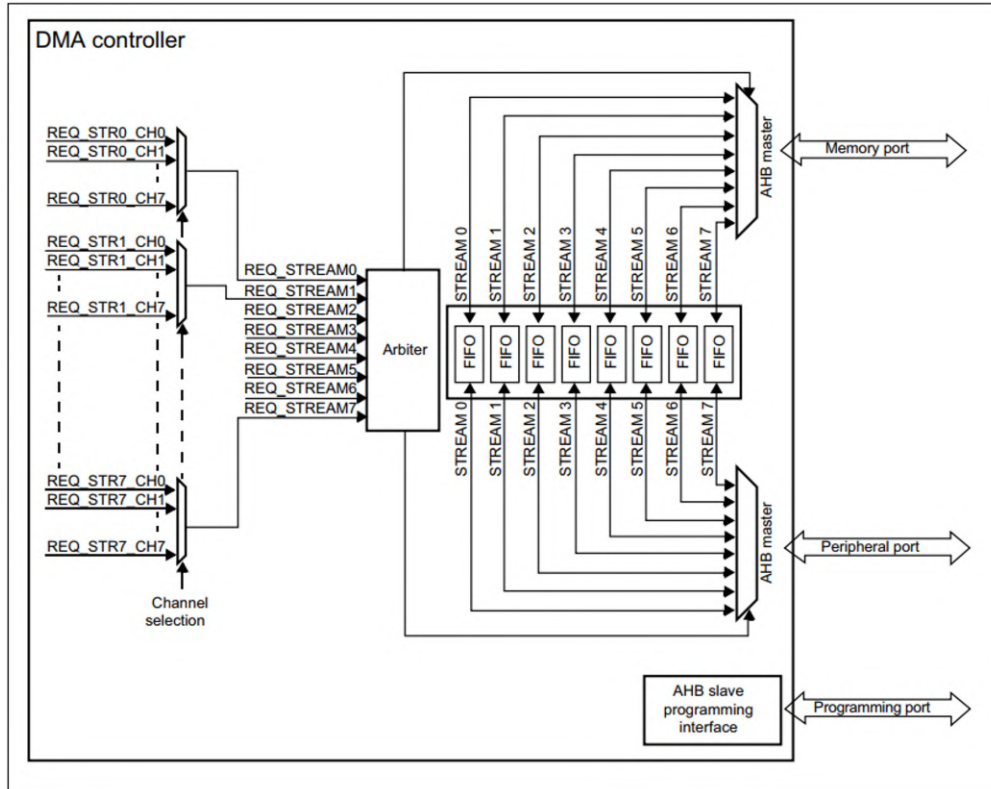 DMA controller
REQ_STR0_CH0
REQ_STR0_CH1
REQ_STR0_CH7
REQ_STR1_CH0
REQ_STR1_CH1
REQ_STR1_CH7
REQ_STR7_CH0
REQ_STR7_CH1
REQ_STR7_CH7
Channel
selection
REQ_STREAM0
REQ_STREAM1
REQ_STREAM2
REQ_STREAM3
REQ_STREAM4
REQ_STREAM5
REQ_STREAM6
REQ_STREAM7
Arbiter
STREAM 0
STREAM 1
STREAM 2
STREAM 3
STREAM 4
STREAM 5
STREAM 6
STREAM 7
FIFO
FIFO
FIFO
FIFO
FIFO
FIFO
FIFO
FIFO
STREAM 0
STREAM 1
STREAM 2
STREAM 3
STREAM 4
STREAM 5
STREAM 6
STREAM 7
AHB master
Memory port
AHB master
Peripheral port
AHB slave
programming
interface
Programming port